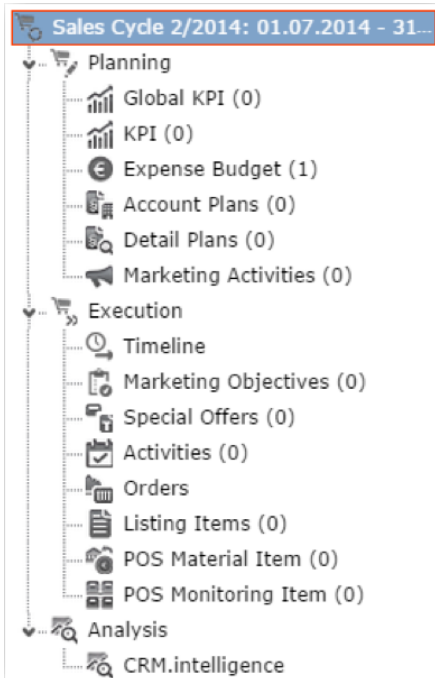 Sales Cycle 2/2014: 01.07.2014 - 31...
Planning
Global KPI (0)
KPI (0)
Expense Budget (1)
Account Plans (0)
Detail Plans (0)
Marketing Activities (0)
Execution
Timeline
Marketing Objectives (0)
Special Offers (0)
Activities (0)
Orders
Listing Items (0)
POS Material Item (0)
POS Monitoring Item (0)
Analysis
CRM.intelligence